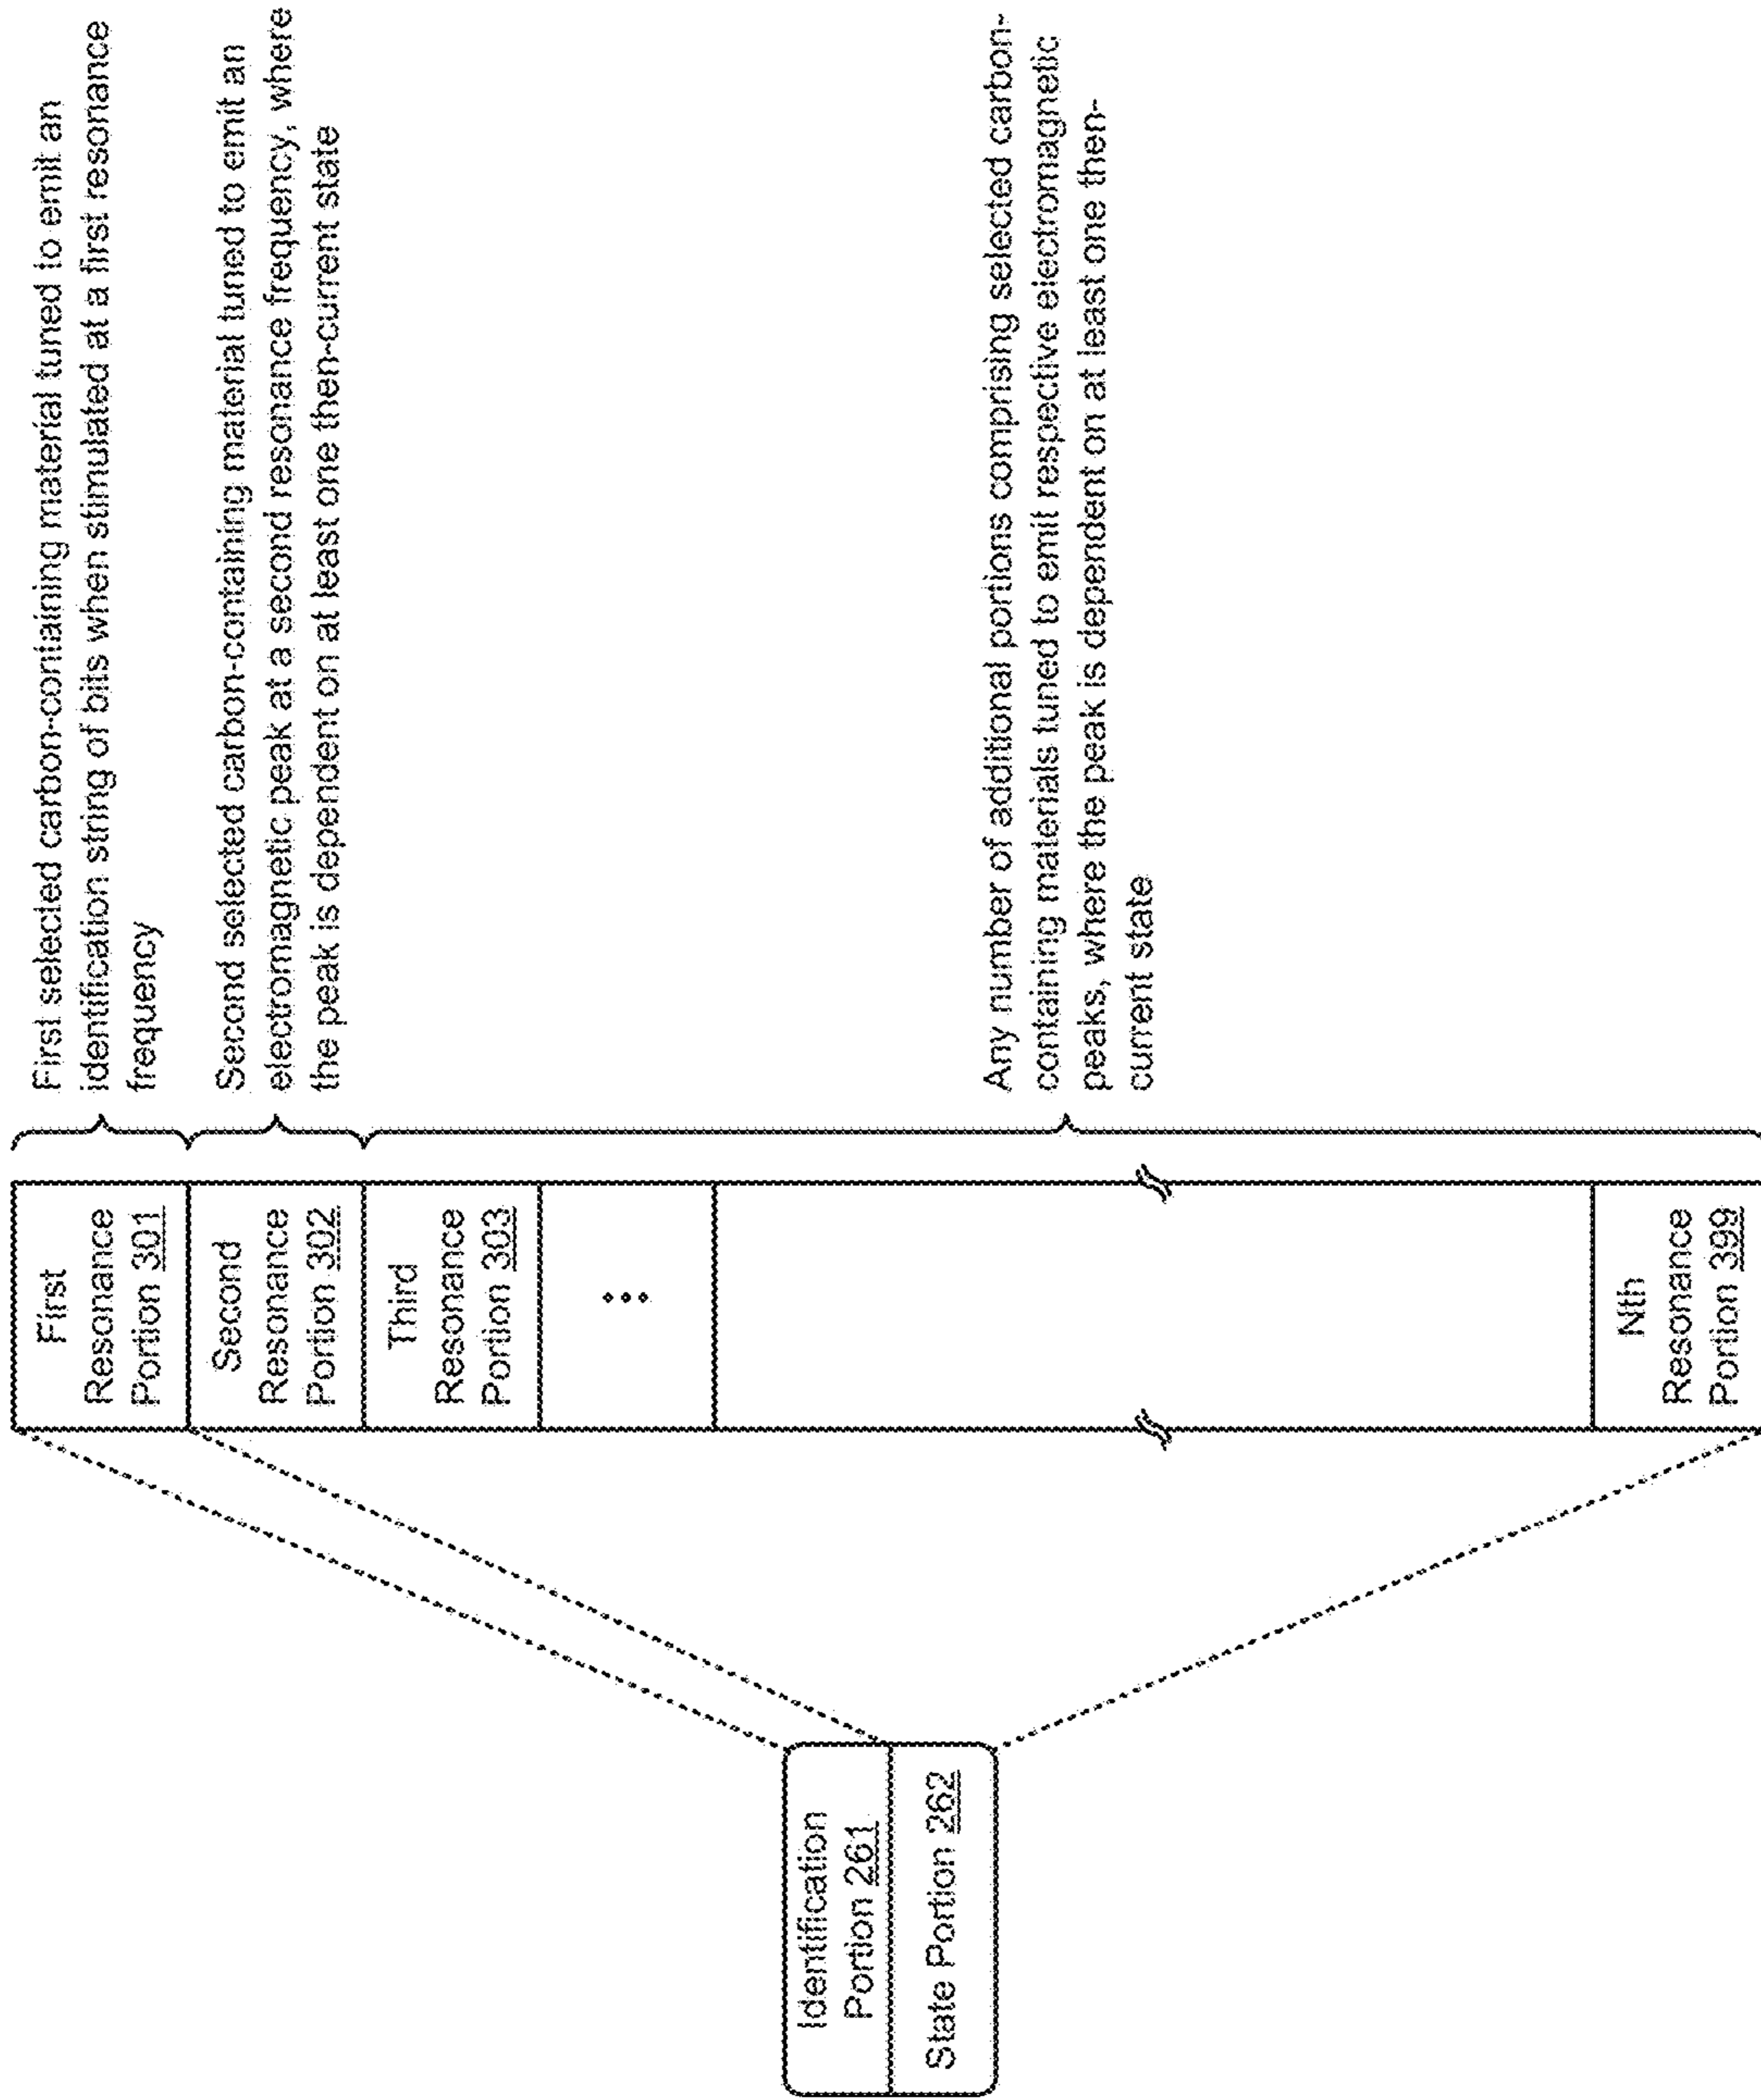 Identification
Portion 261
State Portion 262
First
Resonance
Portion 301
Second
Resonance
Portion 302
Third
Resonance
Portion 303
Nth
Resonance
Portion 399
First selected carbon-containing material tuned to emit an
identification string of bits when stimulated at a first resonance
frequency
Second selected carbon-containing material tuned to emit an
electromagnetic peak at a second resonance frequency, where
the peak is dependent on at least one then-current state
Any number of additional portions comprising selected carbon-
containing materials tuned to emit respective electromagnetic
peaks, where the peak is dependent on at least one then-
current state